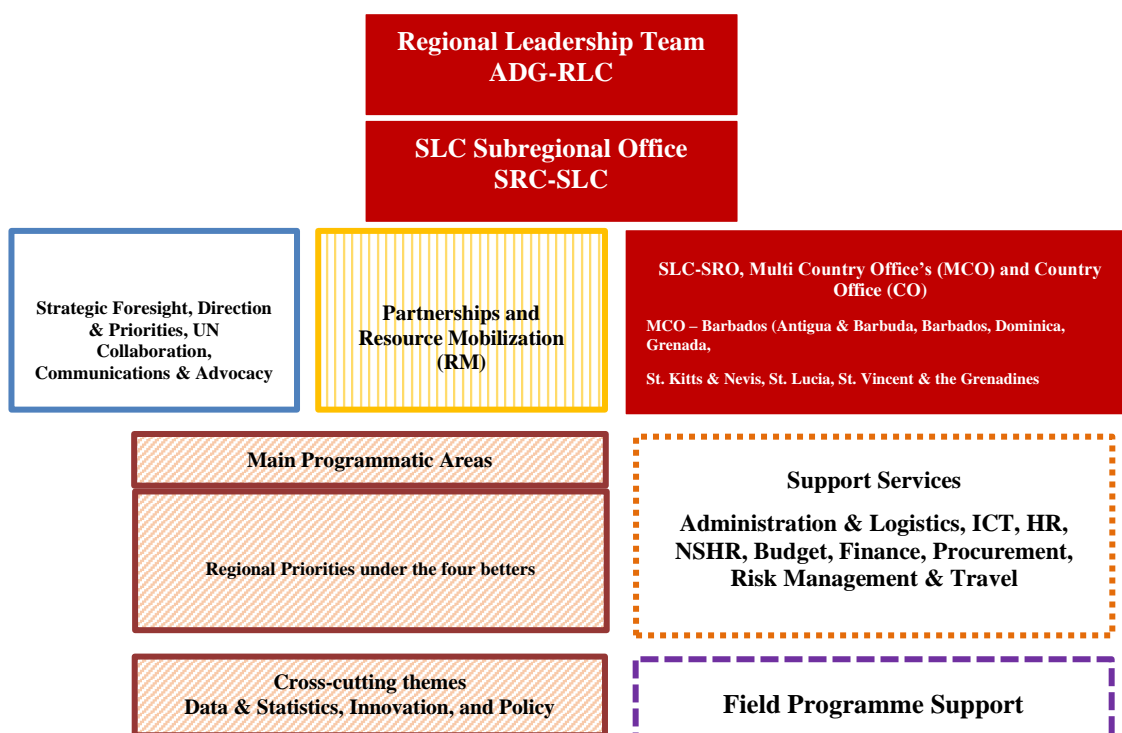 Regional Leadership Team
ADG-RLC
SLC Subregional Office
SRC-SLC
Strategic Foresight, Direction
& Priorities, UN
Collaboration,
Communications & Advocacy
Partnerships and
Resource Mobilization
(RM)
SLC-SRO, Multi Country Office's (MCO) and Country
Office (CO)
MCO – Barbados (Antigua & Barbuda, Barbados, Dominica,
Grenada,
St. Kitts & Nevis, St. Lucia, St. Vincent & the Grenadines
Main Programmatic Areas
Regional Priorities under the four betters
Support Services
Administration & Logistics, ICT, HR,
NSHR, Budget, Finance, Procurement,
Risk Management & Travel
Cross-cutting themes
Data & Statistics, Innovation, and Policy
Field Programme Support